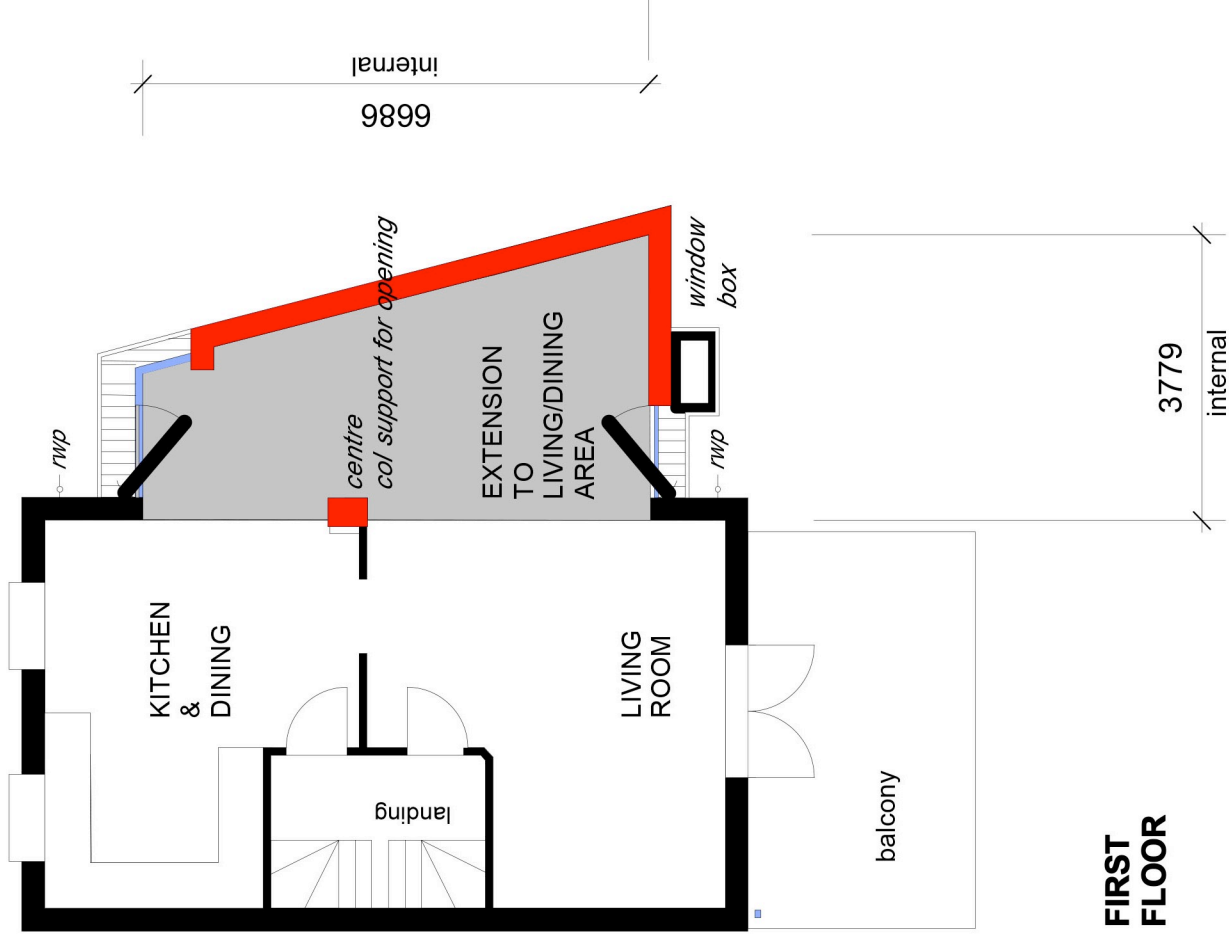 internal
6686
rwp
centre
col support for opening
EXTENSION
TO
LIVING/DINING
AREA
window
box
rwp
KITCHEN
&
DINING
LIVING
ROOM
landing
balcony
3779
internal
FIRST
FLOOR